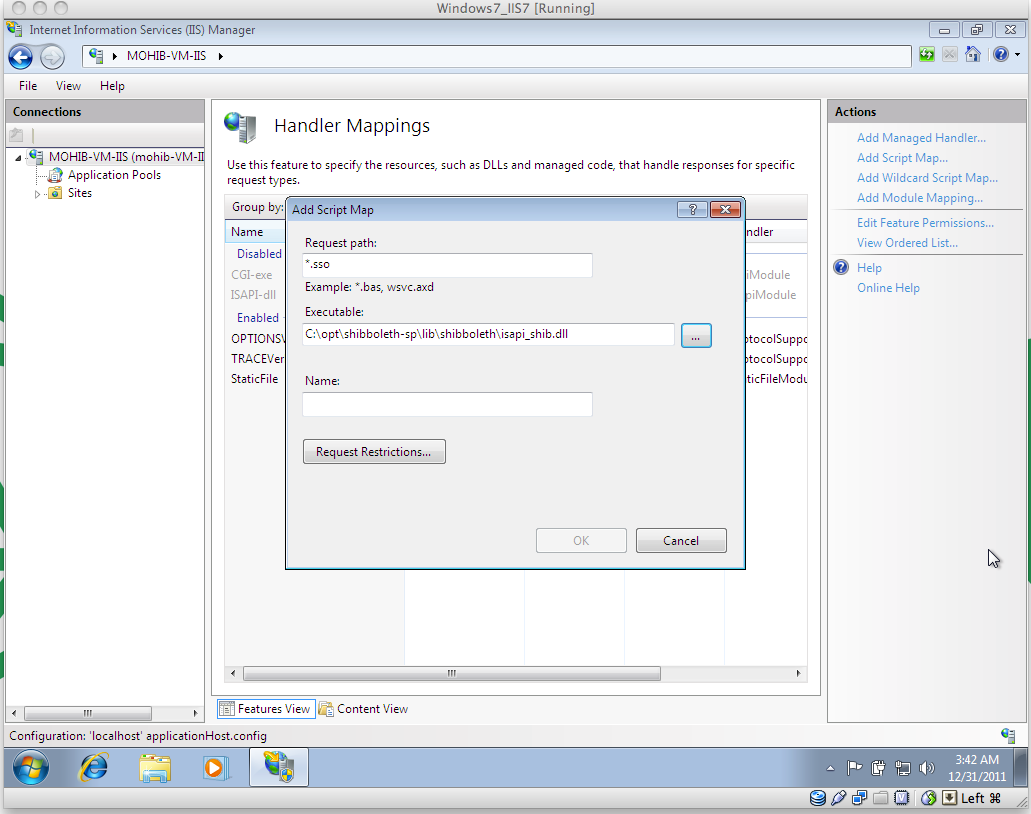 Windows7_IIS7 [Running]
Internet Information Services (IIS) Manager
MOHIB-VM-IIS
File View Help
Connections
MOHIB-VM-IIS (mohib-VM-II
Application Pools
Sites
Handler Mappings
Use this feature to specify the resources, such as DLLs and managed code, that handle responses for specific
request types.
Group by:
Name
ndler
Disabled
CGI-exe
piModule
ISAPI-dll
piModule
Enabled
OPTIONSV
otocolSuppo
TRACEVer
otocolSuppo
StaticFile
ticFileModu
Add Script Map
Request path:
*.sso
Example: *.bas, wsvc.axd
Executable:
C:\opt\shibboleth-sp\lib\shibboleth\isapi_shib.dll
...
Name:
Request Restrictions...
OK Cancel
Features View Content View
Actions
Add Managed Handler...
Add Script Map...
Add Wildcard Script Map...
Add Module Mapping...
Edit Feature Permissions...
View Ordered List...
Help
Online Help
Configuration: 'localhost' applicationHost.config
3:42 AM
12/31/2011
Left ⌘